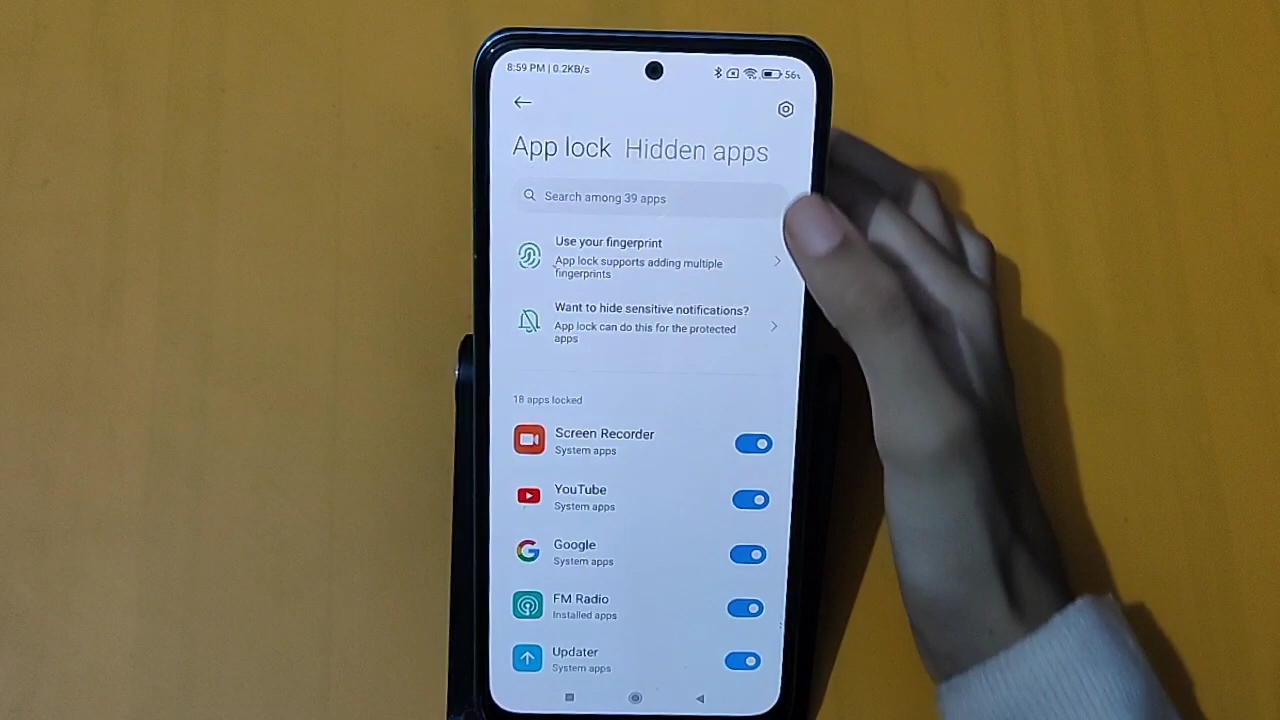 8:59 PM | 0.2KB/s 56%
App lock Hidden apps
Search among 39 apps
Use your fingerprint
App lock supports adding multiple
fingerprints
Want to hide sensitive notifications?
App lock can do this for the protected
apps
18 apps locked
Screen Recorder
System apps
YouTube
System apps
Google
System apps
FM Radio
Installed apps
Updater
System apps